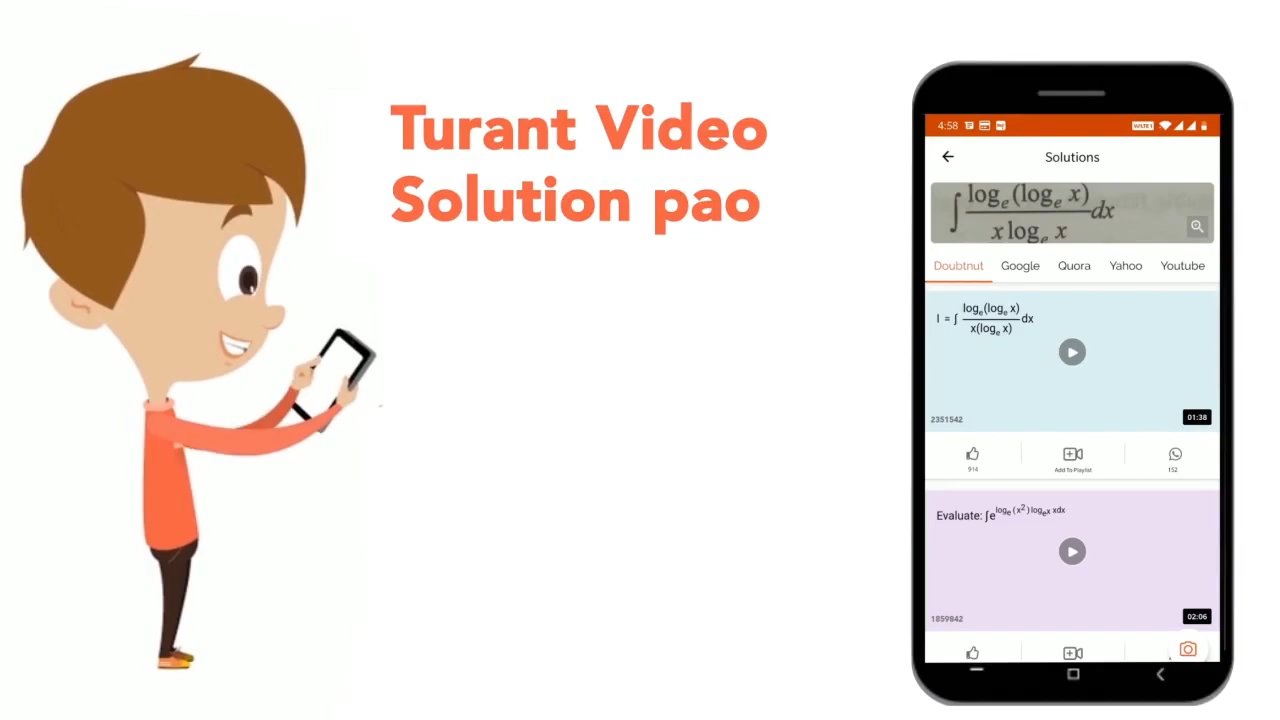 Turant Video
Solution pao
4:58
Solutions
∫ logₑ(logₑ x) / x logₑ x dx
Doubtnut Google Quora Yahoo Youtube
I = ∫ logₑ(logₑ x) / x(logₑ x) dx
2351542 01:38
914 Add To Playlist 152
Evaluate: ∫e^logₑ(x²)logₑx xdx
1859842 02:06